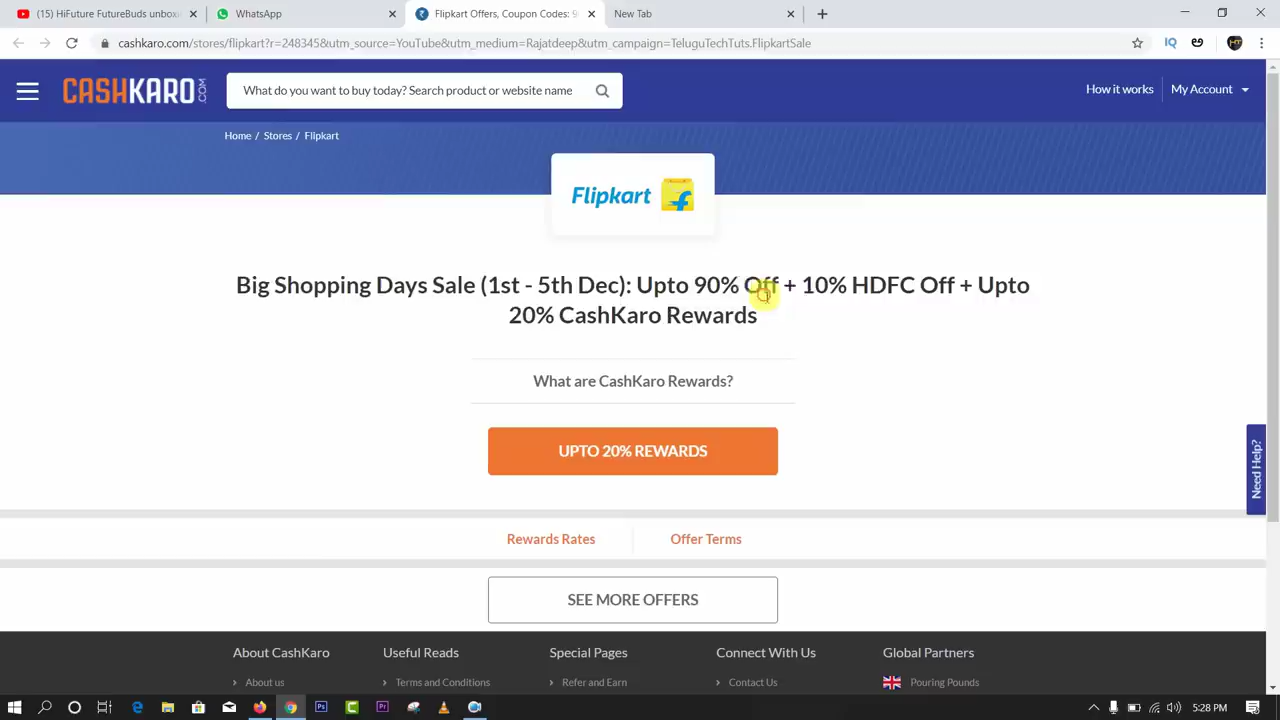 (15) HiFuture FutureBuds unboxi
WhatsApp
Flipkart Offers, Coupon Codes: 9
New Tab
cashkaro.com/stores/flipkart?r=248345&utm_source=YouTube&utm_medium=Rajatdeep&utm_campaign=TeluguTechTuts.FlipkartSale
IQ
CASHKARO.COM
What do you want to buy today? Search product or website name
How it works
My Account
Home / Stores / Flipkart
Flipkart
Big Shopping Days Sale (1st - 5th Dec): Upto 90% Off + 10% HDFC Off + Upto
20% CashKaro Rewards
What are CashKaro Rewards?
UPTO 20% REWARDS
Need Help?
Rewards Rates
Offer Terms
SEE MORE OFFERS
About CashKaro
Useful Reads
Special Pages
Connect With Us
Global Partners
About us
Terms and Conditions
Refer and Earn
Contact Us
Pouring Pounds
5:28 PM